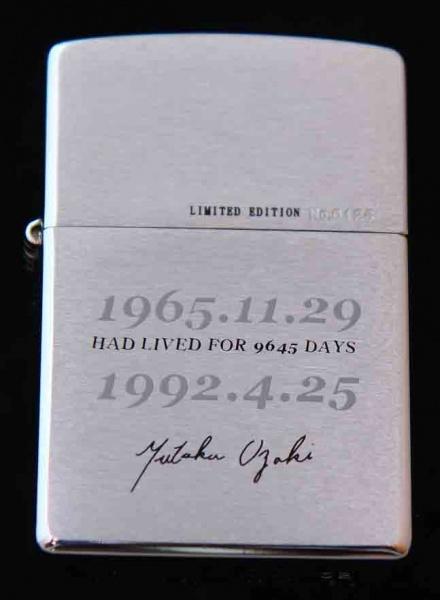 LIMITED EDITION
1965.11.29
HAD LIVED FOR 9645 DAYS
1992.4.25
Yutaka Ozaki